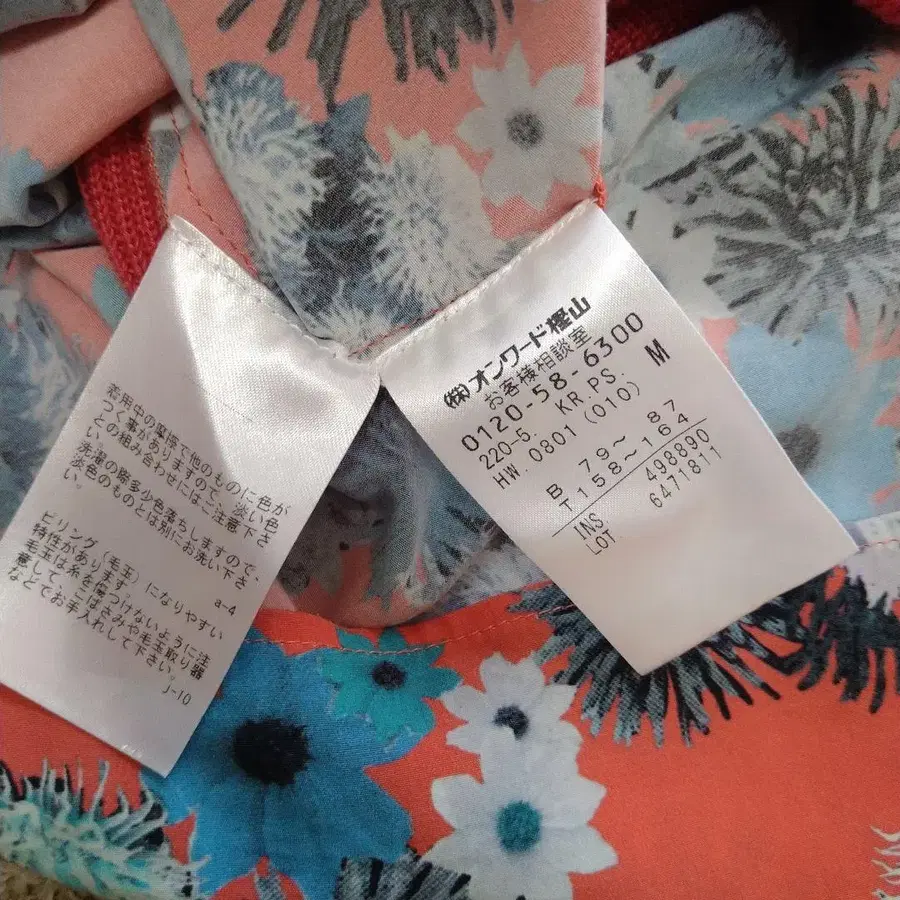 着用中の摩擦で他のものに色が
つく事がありますので、淡い色
との組み合わせにはご注意下さ
い。
洗濯の際多少色落ちしますので、
淡色のものとは別にお洗い下さ
い。
a-4
ピリング(毛玉)になりやすい
特性があります。
毛玉は糸を傷つけないように注
意して、こばさみや毛玉取り器
などでお手入れして下さい。
J-10
㈱オンワード樫山
お客様相談室
0120-58-6300
220-5. KR.PS. M
HW. 0801 (010)
B 79～ 87
T 158～164
INS 498890
LOT 6471811